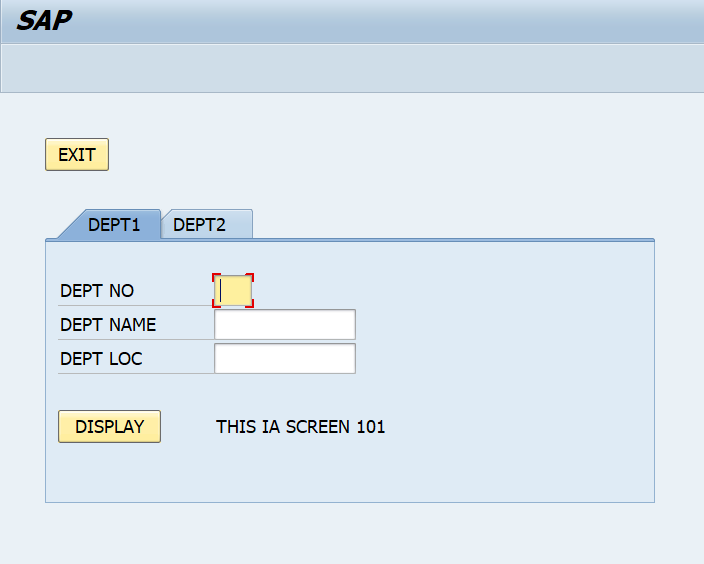 SAP
EXIT
DEPT1 DEPT2
DEPT NO
DEPT NAME
DEPT LOC
DISPLAY THIS IA SCREEN 101